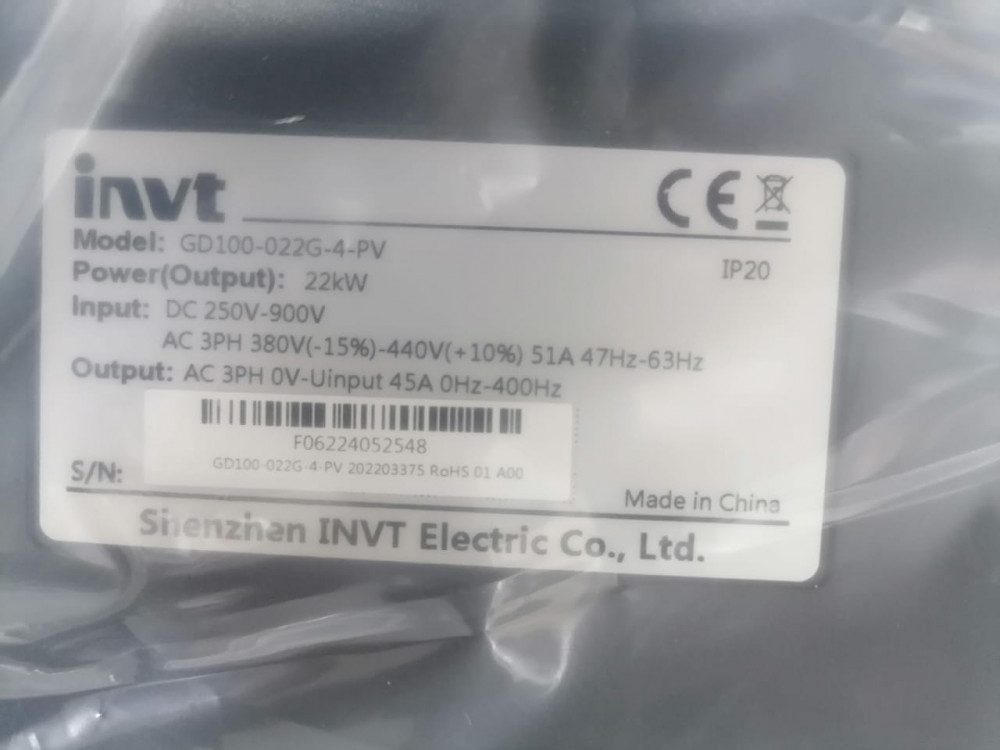 invt
CE
Model: GD100-022G-4-PV
IP20
Power(Output): 22kW
Input: DC 250V-900V
AC 3PH 380V(-15%)-440V(+10%) 51A 47Hz-63Hz
Output: AC 3PH 0V-Uinput 45A 0Hz-400Hz
F06224052548
GD100-022G-4-PV 202203375 RoHS 01 A00
S/N:
Made in China
Shenzhen INVT Electric Co., Ltd.